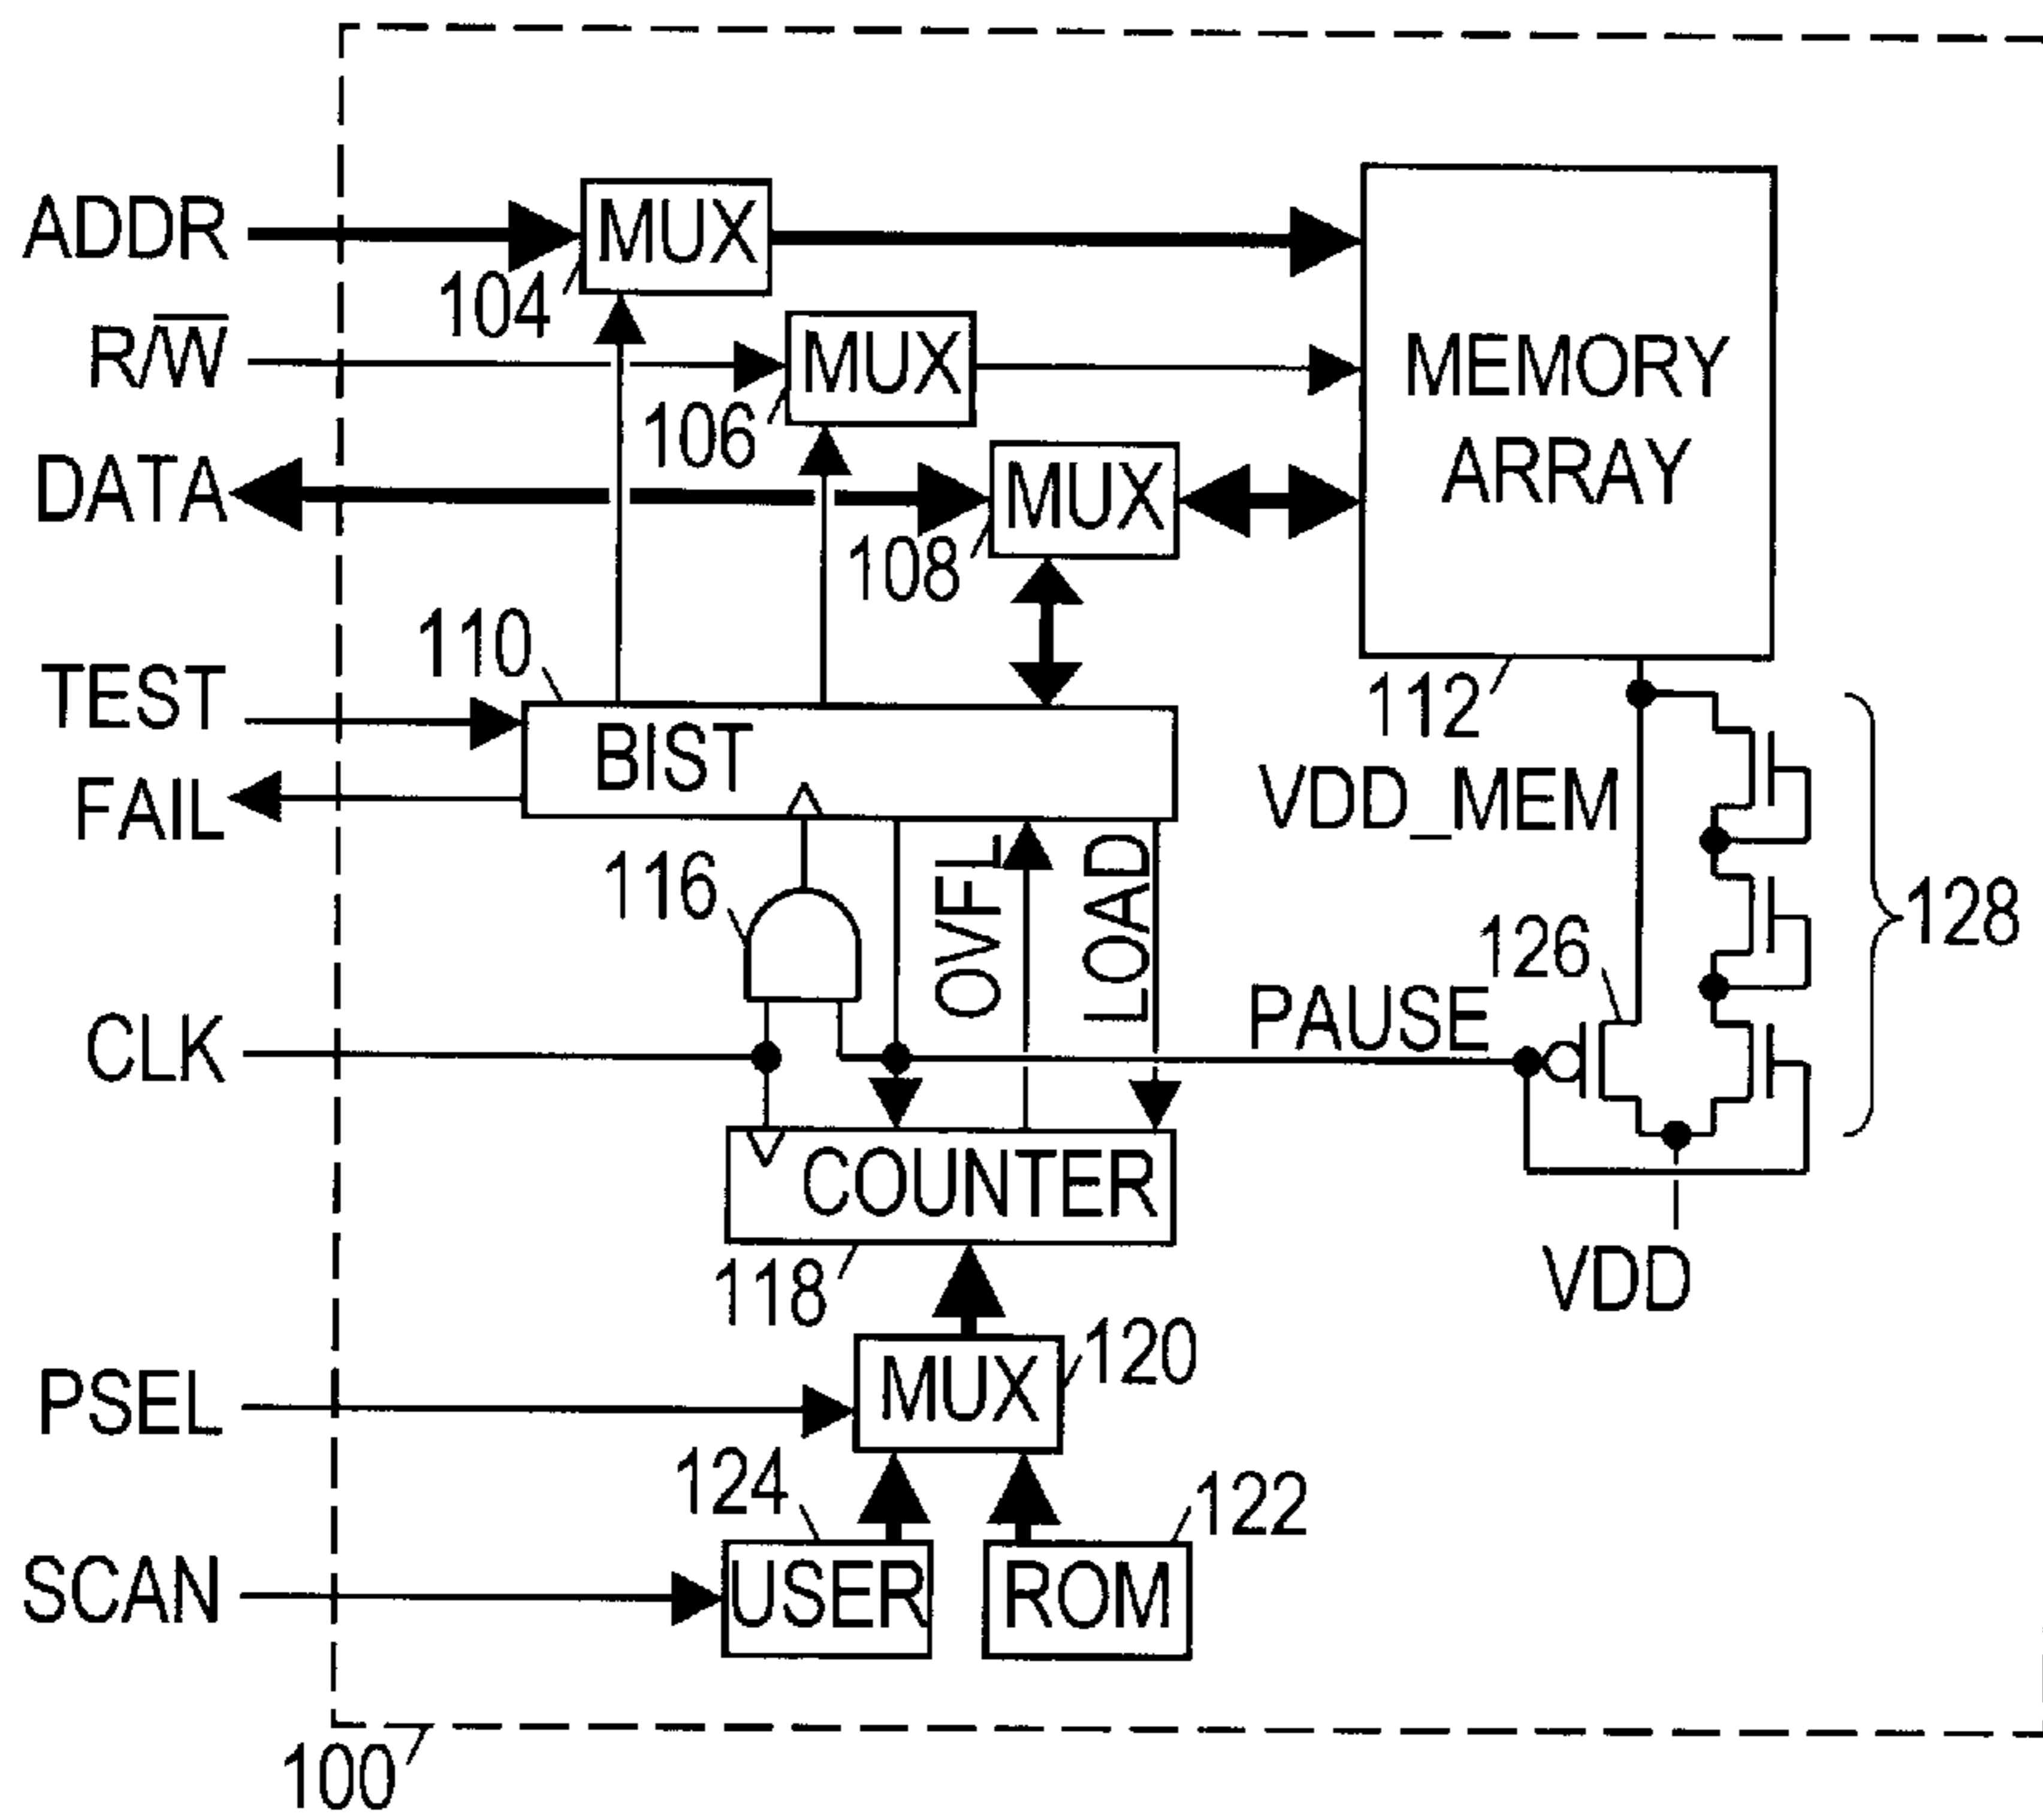 ADDR
MUX
104
R/W
MUX
106
DATA
MUX
108
MEMORY
ARRAY
112
110
TEST
BIST
FAIL
VDD_MEM
116
OVFL
LOAD
128
126
CLK
PAUSE
COUNTER
118
VDD
PSEL
MUX
120
124
122
SCAN
USER
ROM
100